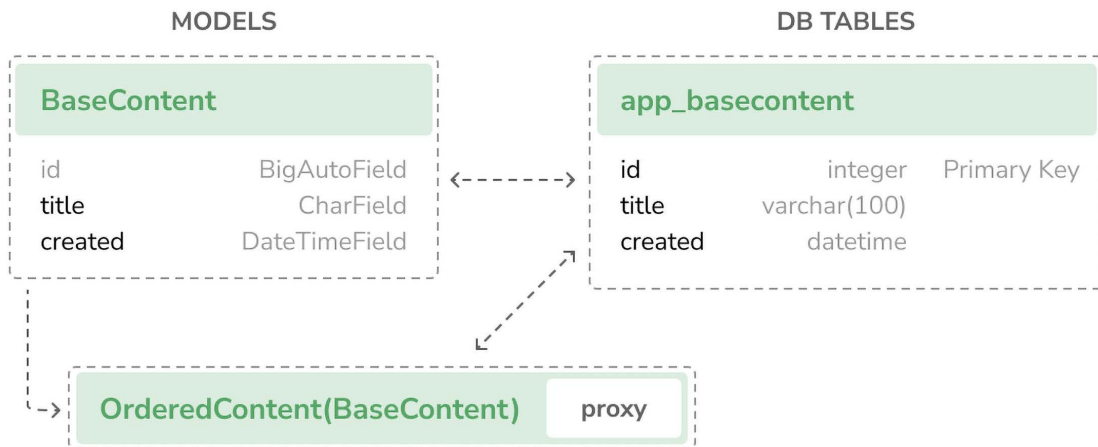 MODELS
DB TABLES
BaseContent
id BigAutoField
title CharField
created DateTimeField
app_basecontent
id integer Primary Key
title varchar(100)
created datetime
OrderedContent(BaseContent) proxy